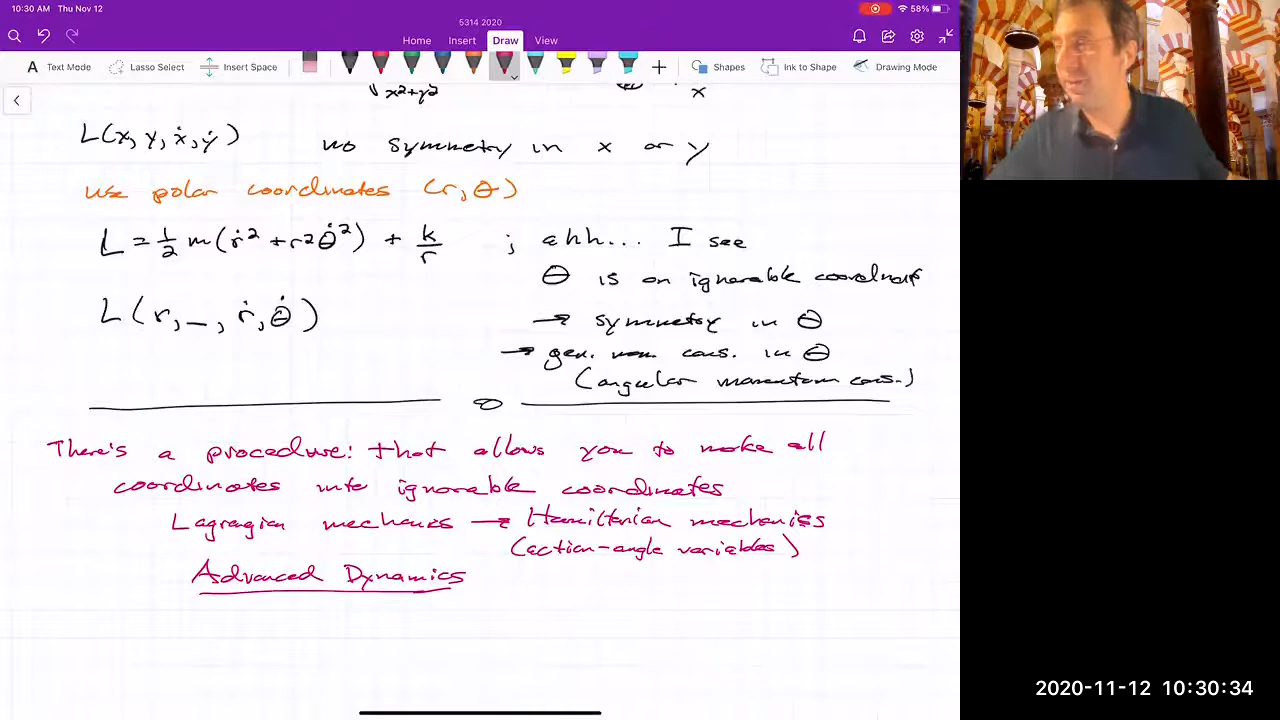 10:30 AM Thu Nov 12
58%
5314 2020
Home Insert Draw View
Text Mode Lasso Select Insert Space Shapes Ink to Shape Drawing Mode
√x2+y2
x
L(x, y, ẋ, ẏ) no symmetry in x or y
use polar coordinates (r, θ)
L = 1/2 m(ṙ2 + r2 θ̇2) + k/r ; ahh... I see
θ is an ignorable coordinate
L(r, _, ṙ, θ̇)
→ symmetry in θ
→ gen. mom. cons. in θ
(angular momentum cons.)
There's a procedure: that allows you to make all
coordinates into ignorable coordinates
Lagragian mechanics → Hamiltonian mechanics
(action-angle variables)
Advanced Dynamics
2020-11-12 10:30:34